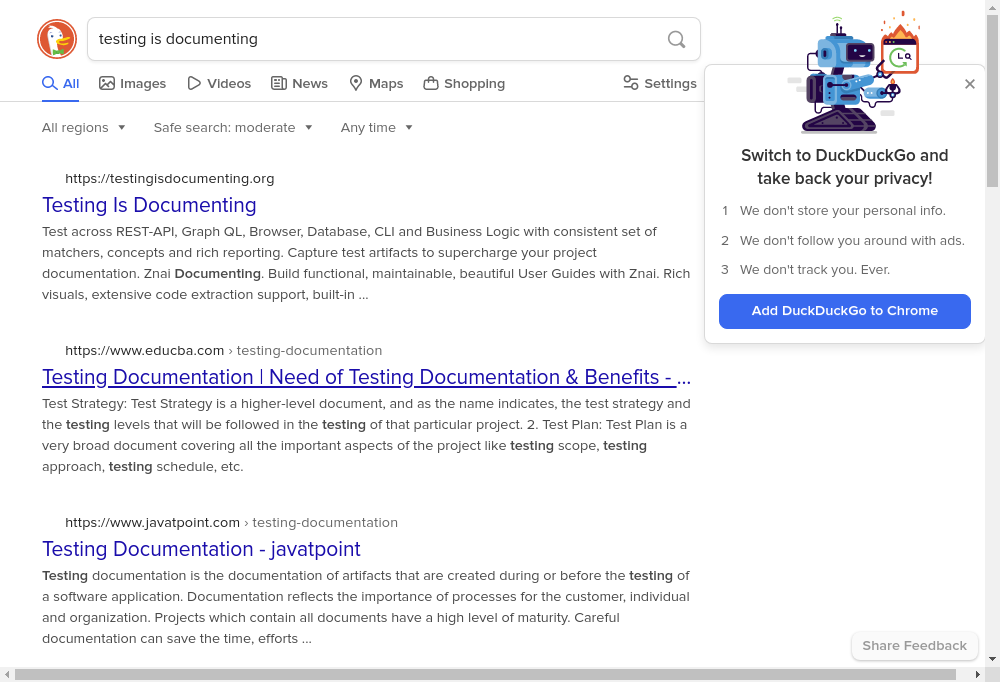 testing is documenting
All Images Videos News Maps Shopping Settings
All regions Safe search: moderate Any time
https://testingisdocumenting.org
Testing Is Documenting
Test across REST-API, Graph QL, Browser, Database, CLI and Business Logic with consistent set of
matchers, concepts and rich reporting. Capture test artifacts to supercharge your project
documentation. Znai Documenting. Build functional, maintainable, beautiful User Guides with Znai. Rich
visuals, extensive code extraction support, built-in ...
https://www.educba.com › testing-documentation
Testing Documentation | Need of Testing Documentation & Benefits - ...
Test Strategy: Test Strategy is a higher-level document, and as the name indicates, the test strategy and
the testing levels that will be followed in the testing of that particular project. 2. Test Plan: Test Plan is a
very broad document covering all the important aspects of the project like testing scope, testing
approach, testing schedule, etc.
https://www.javatpoint.com › testing-documentation
Testing Documentation - javatpoint
Testing documentation is the documentation of artifacts that are created during or before the testing of
a software application. Documentation reflects the importance of processes for the customer, individual
and organization. Projects which contain all documents have a high level of maturity. Careful
documentation can save the time, efforts ...
Switch to DuckDuckGo and
take back your privacy!
1 We don't store your personal info.
2 We don't follow you around with ads.
3 We don't track you. Ever.
Add DuckDuckGo to Chrome
Share Feedback